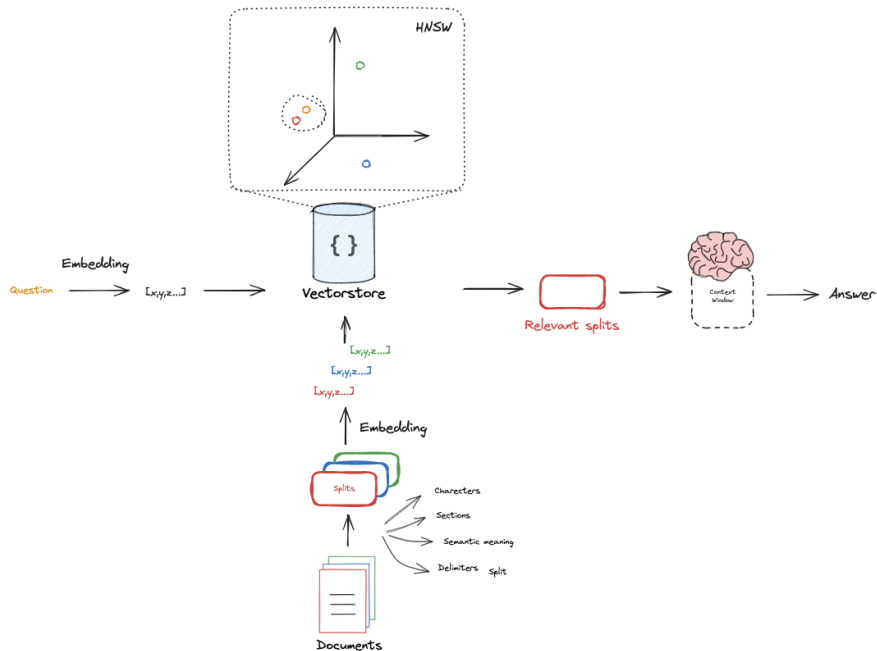 HNSW
{ }
Embedding
Question
[x,y,z...]
Vectorstore
Relevant splits
Context
Window
Answer
[x,y,z...]
[x,y,z...]
[x,y,z...]
Embedding
Splits
Charecters
Sections
Semantic meaning
Delimiters Split
Documents